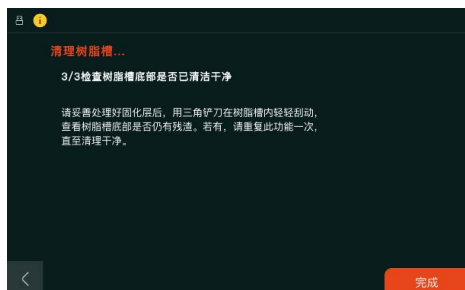 清理树脂槽...
3/3检查树脂槽底部是否已清洁干净
请妥善处理好固化层后，用三角铲刀在树脂槽内轻轻刮动，
查看树脂槽底部是否仍有残渣。若有，请重复此功能一次，
直至清理干净。
完成